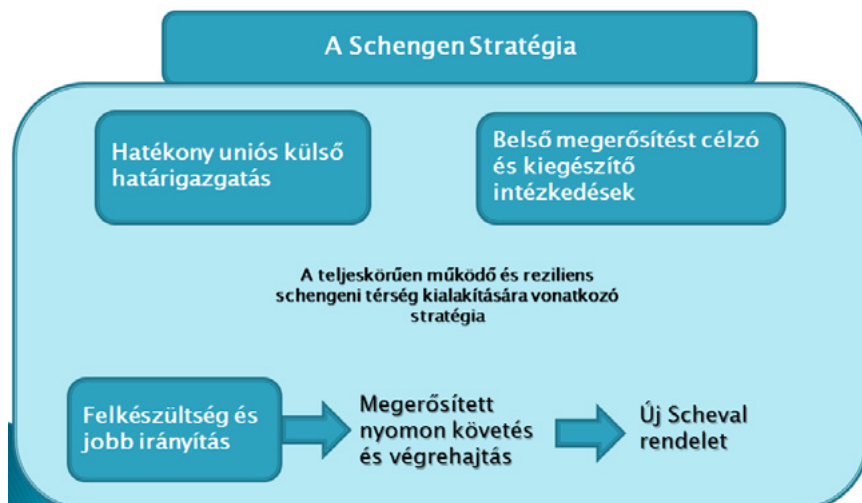 A Schengen Stratégia
Hatékony uniós külső
határigazgatás
Belső megerősítést célzó
és kiegészítő
intézkedések
A teljeskörűen működő és reziliens
schengeni térség kialakítására vonatkozó
stratégia
Felkészültség és
jobb irányítás
Megerősített
nyomon követés
és végrehajtás
Új Scheval
rendelet